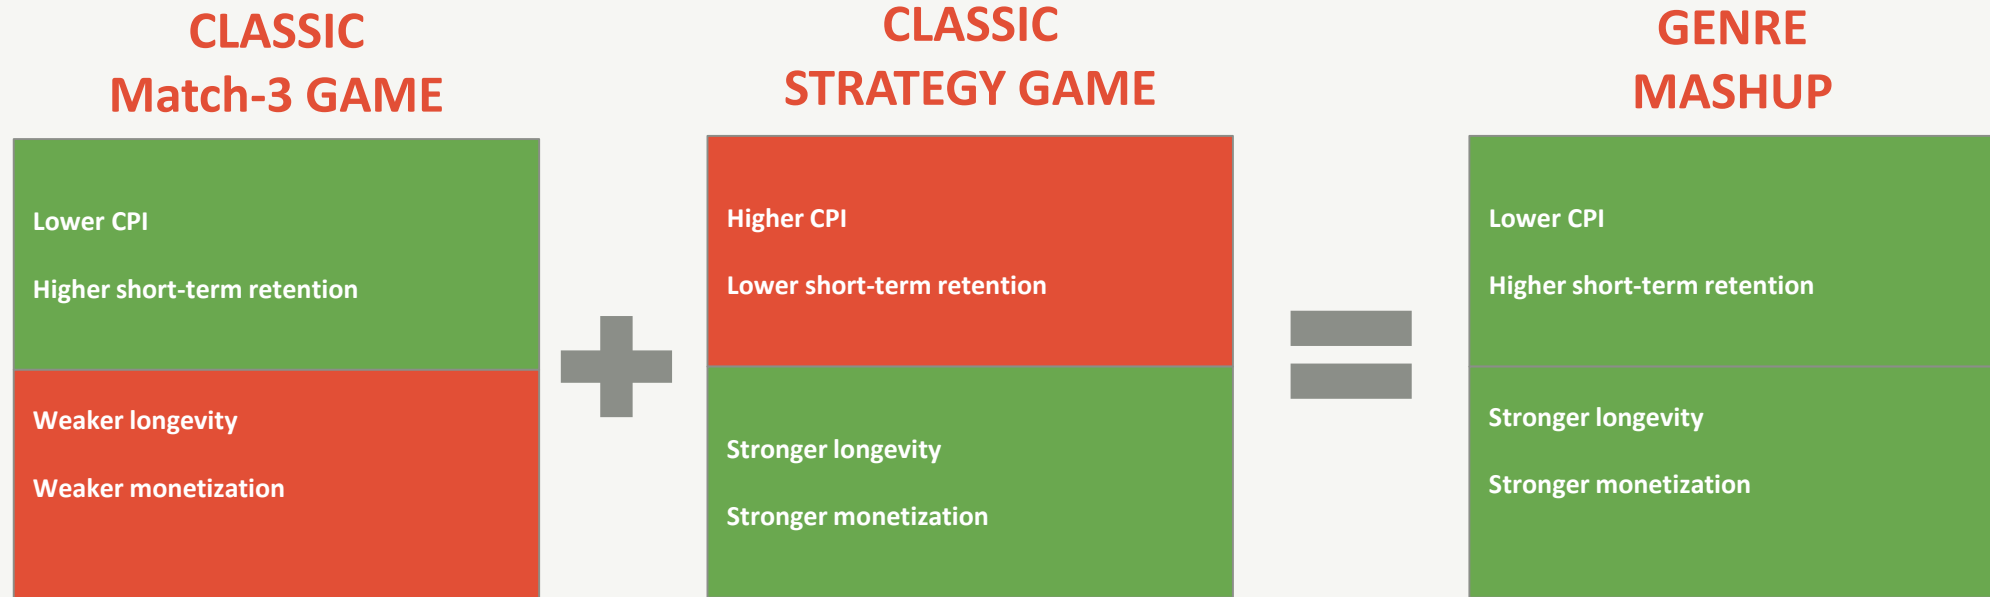 CLASSIC
Match-3 GAME
Lower CPI
Higher short-term retention
Weaker longevity
Weaker monetization
CLASSIC
STRATEGY GAME
Higher CPI
Lower short-term retention
Stronger longevity
Stronger monetization
GENRE
MASHUP
Lower CPI
Higher short-term retention
Stronger longevity
Stronger monetization